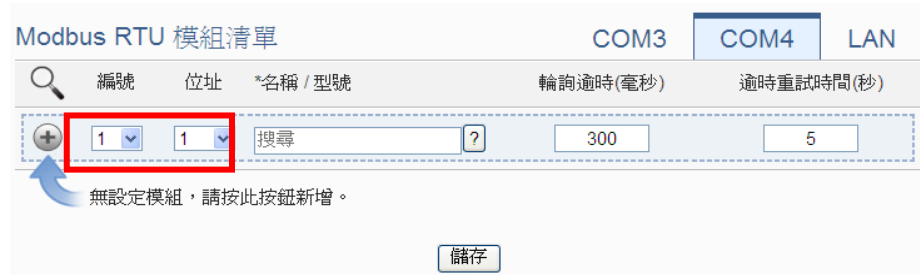 Modbus RTU 模組清單 COM3 COM4 LAN
編號 位址 *名稱 / 型號 輪詢逾時(毫秒) 逾時重試時間(秒)
1 1 搜尋 ? 300 5
無設定模組，請按此按鈕新增。
儲存